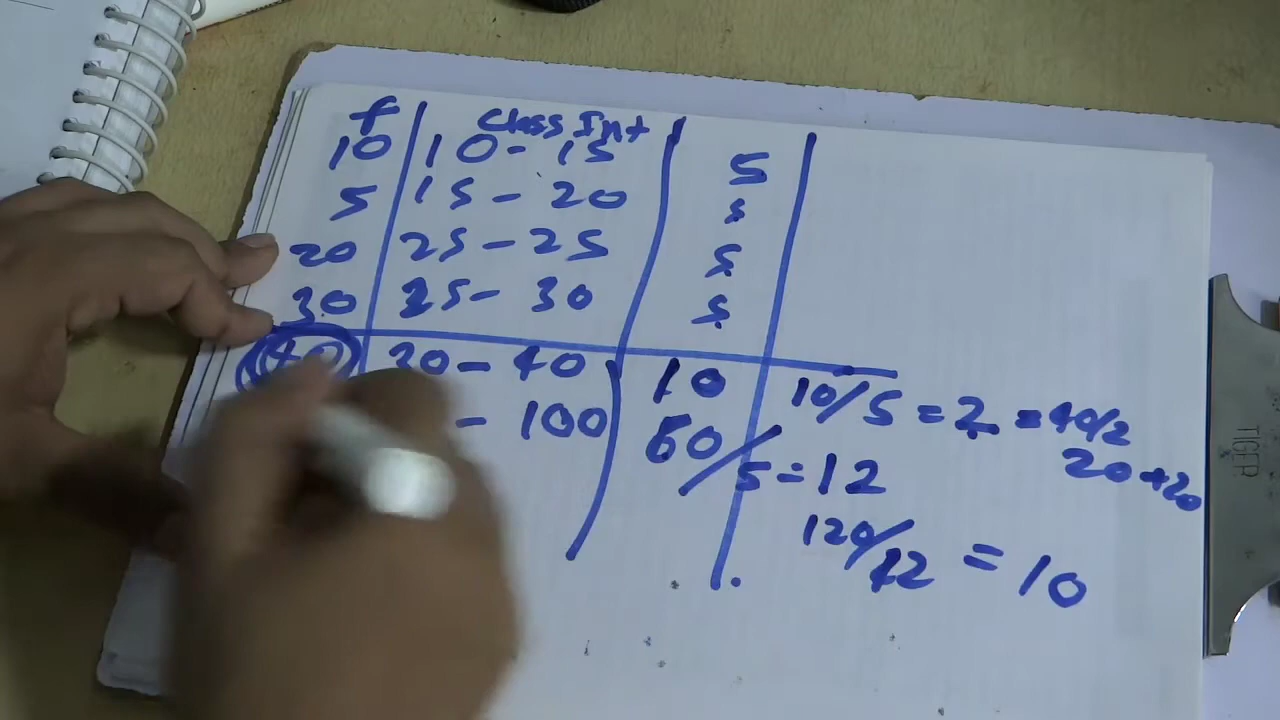 f Class Int
10 10 - 15 5
5 15 - 20 5
20 25 - 25 5
30 25 - 30 5
40 30 - 40 10 10/5 = 2 = 40/2
20 + 20
- 100 60/5 = 12
120/12 = 10
TIGER